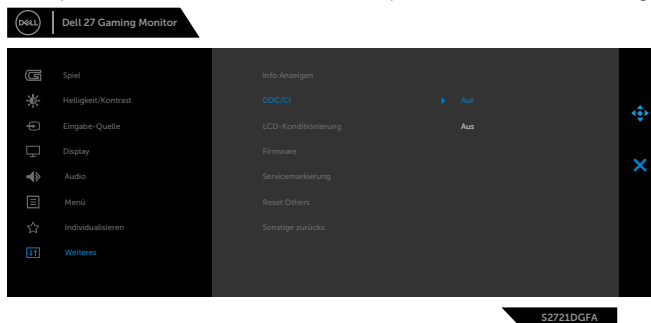 DELL
Dell 27 Gaming Monitor
Spiel
Info Anzeigen
Helligkeit/Kontrast
DDC/CI
Auf
Eingabe-Quelle
LCD-Konditionierung
Aus
Display
Firmware
Audio
Servicemarkierung
Menü
Reset Others
Individualisieren
Sonstige zurücks.
Weiteres
S2721DGFA